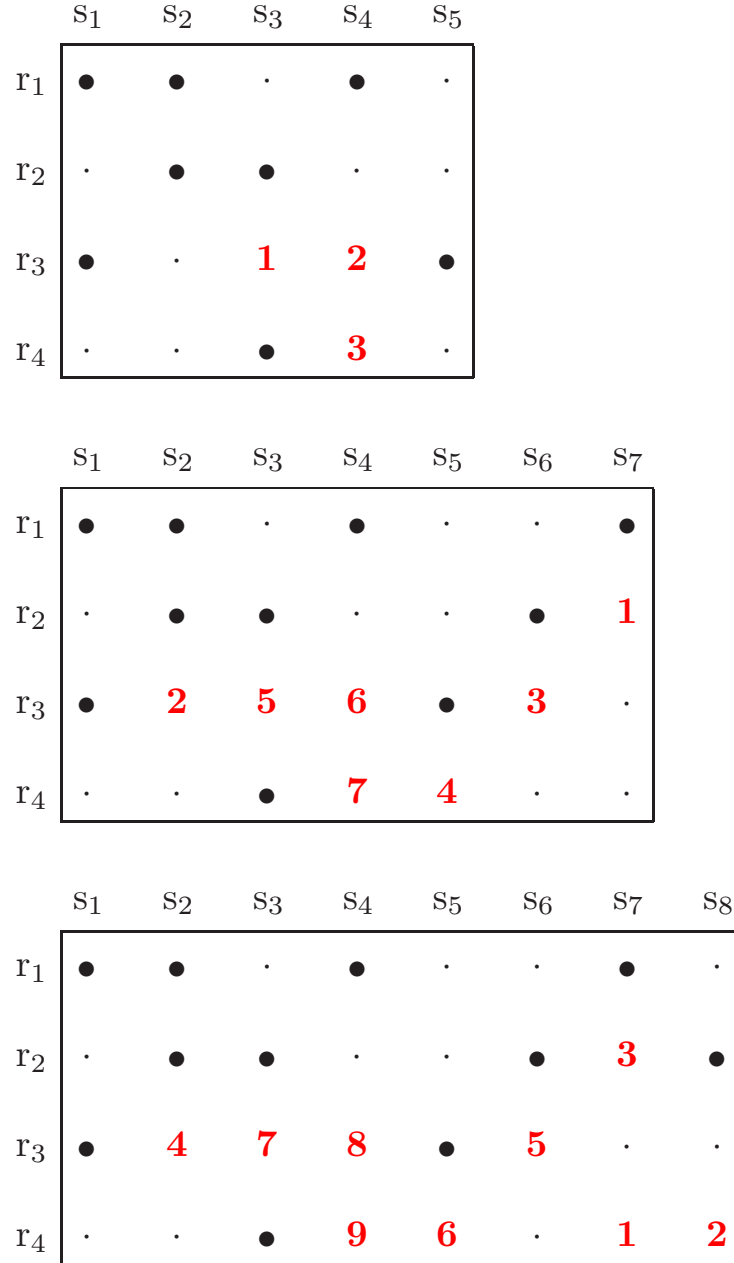 s₁ s₂ s₃ s₄ s₅
r₁ ● ● · ● ·
r₂ · ● ● · ·
r₃ ● · 1 2 ●
r₄ · · ● 3 ·
s₁ s₂ s₃ s₄ s₅ s₆ s₇
r₁ ● ● · ● · · ●
r₂ · ● ● · · ● 1
r₃ ● 2 5 6 ● 3 ·
r₄ · · ● 7 4 · ·
s₁ s₂ s₃ s₄ s₅ s₆ s₇ s₈
r₁ ● ● · ● · · ● ·
r₂ · ● ● · · ● 3 ●
r₃ ● 4 7 8 ● 5 · ·
r₄ · · ● 9 6 · 1 2